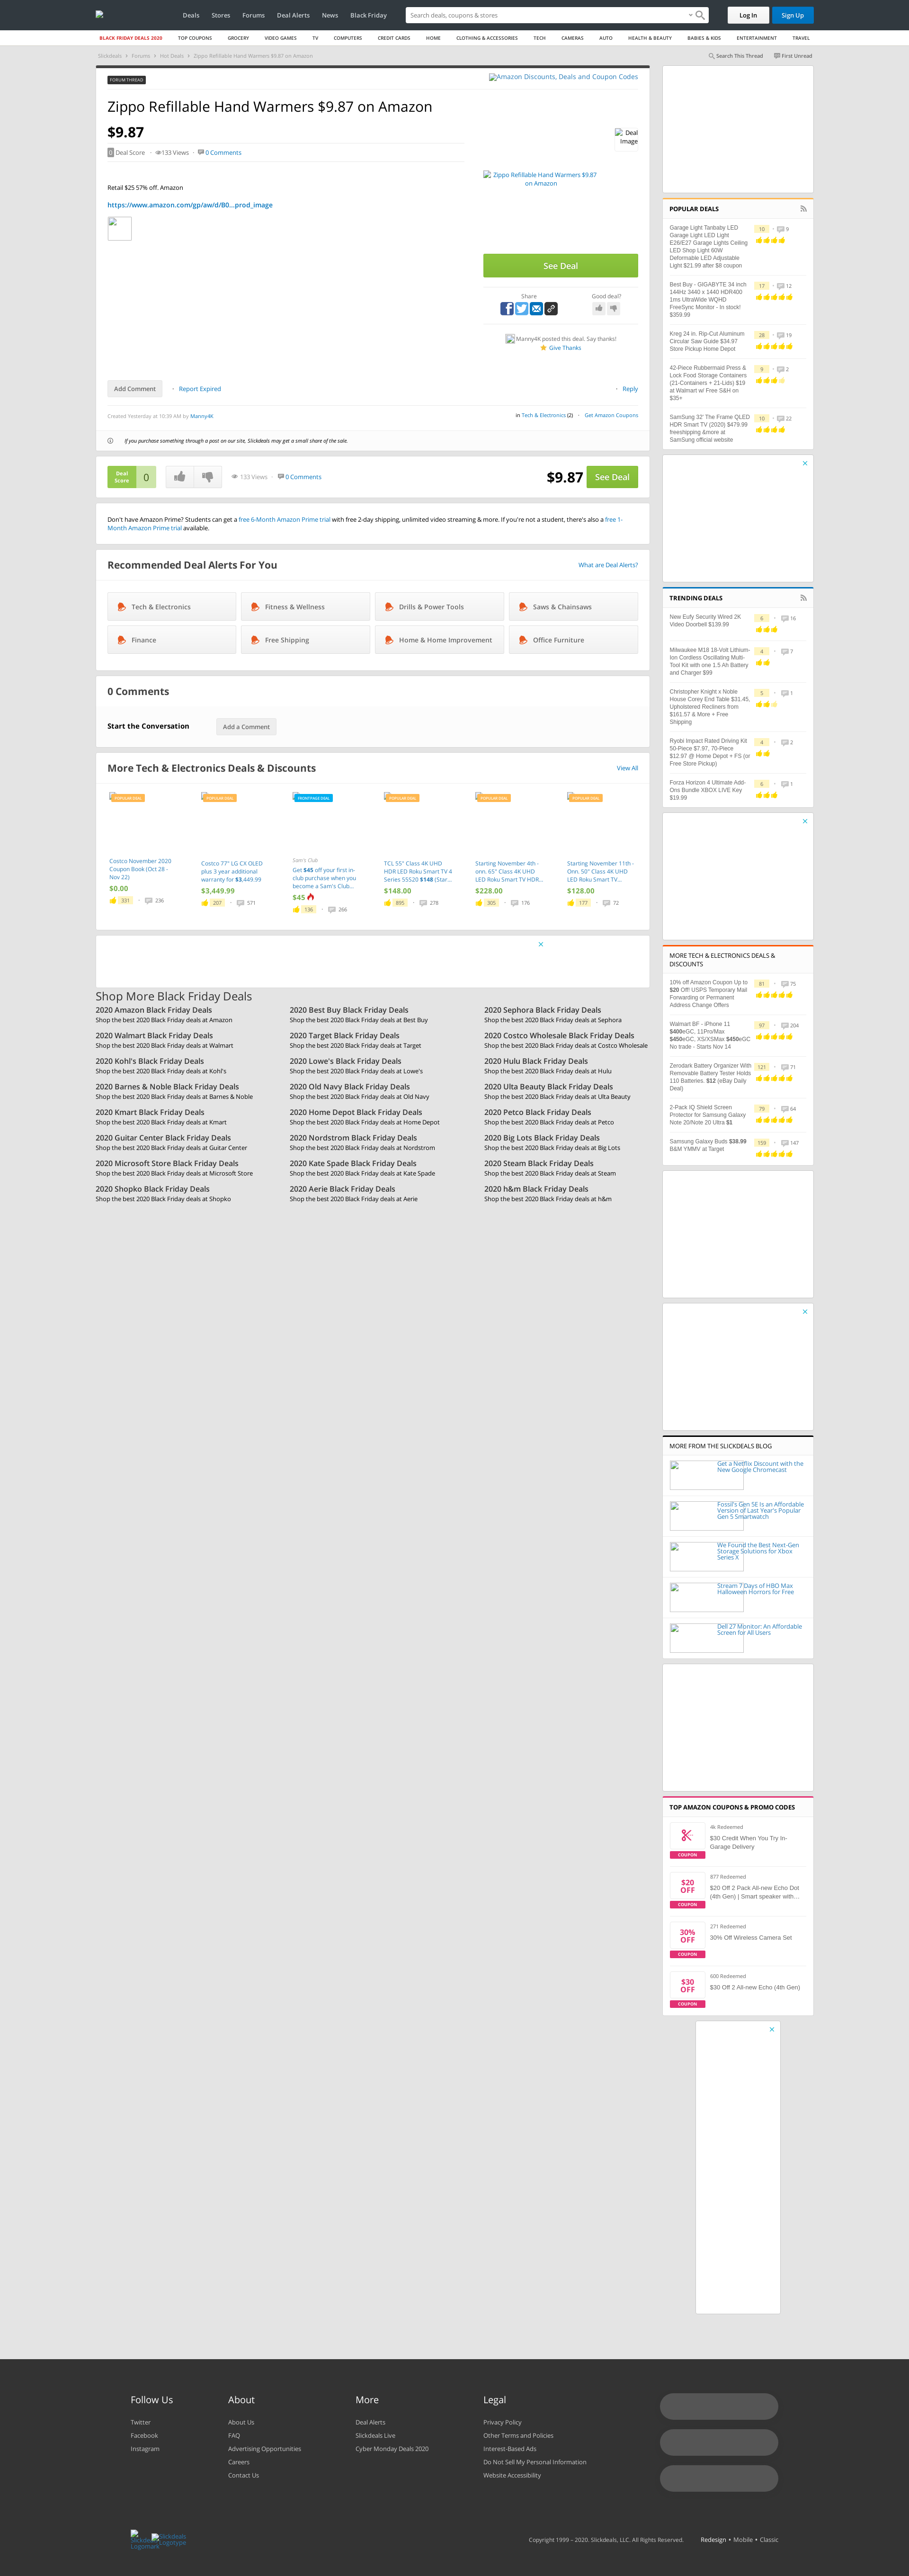 Deals Stores Forums Deal Alerts News Black Friday
Search deals, coupons & stores
Log In
Sign Up
BLACK FRIDAY DEALS 2020 TOP COUPONS GROCERY VIDEO GAMES TV COMPUTERS CREDIT CARDS HOME CLOTHING & ACCESSORIES TECH CAMERAS AUTO HEALTH & BEAUTY BABIES & KIDS ENTERTAINMENT TRAVEL
Slickdeals > Forums > Hot Deals > Zippo Refillable Hand Warmers $9.87 on Amazon
Search This Thread First Unread
FORUM THREAD
Amazon Discounts, Deals and Coupon Codes
Zippo Refillable Hand Warmers $9.87 on Amazon
$9.87
0 Deal Score
133 Views
0 Comments
Deal Image
Retail $25 57% off. Amazon
https://www.amazon.com/gp/aw/d/B0...prod_image
Zippo Refillable Hand Warmers $9.87 on Amazon
See Deal
Share
Good deal?
Manny4K posted this deal. Say thanks!
Give Thanks
Add Comment
Report Expired
Reply
Created Yesterday at 10:39 AM by Manny4K
in Tech & Electronics (2) Get Amazon Coupons
If you purchase something through a post on our site, Slickdeals may get a small share of the sale.
Deal Score 0
133 Views
0 Comments
$9.87 See Deal
Don't have Amazon Prime? Students can get a free 6-Month Amazon Prime trial with free 2-day shipping, unlimited video streaming & more. If you're not a student, there's also a free 1-
Month Amazon Prime trial available.
Recommended Deal Alerts For You
What are Deal Alerts?
Tech & Electronics
Fitness & Wellness
Drills & Power Tools
Saws & Chainsaws
Finance
Free Shipping
Home & Home Improvement
Office Furniture
0 Comments
Start the Conversation
Add a Comment
More Tech & Electronics Deals & Discounts
View All
POPULAR DEAL
Costco November 2020
Coupon Book (Oct 28 -
Nov 22)
$0.00
331 236
POPULAR DEAL
Costco 77" LG CX OLED
plus 3 year additional
warranty for $3,449.99
$3,449.99
207 571
FRONTPAGE DEAL
Sam's Club
Get $45 off your first in-
club purchase when you
become a Sam's Club...
$45
136 266
POPULAR DEAL
TCL 55" Class 4K UHD
HDR LED Roku Smart TV 4
Series 55S20 $148 (Star...
$148.00
895 278
POPULAR DEAL
Starting November 4th -
onn. 65" Class 4K UHD
LED Roku Smart TV HDR...
$228.00
305 176
POPULAR DEAL
Starting November 11th -
Onn. 50" Class 4K UHD
LED Roku Smart TV...
$128.00
177 72
Shop More Black Friday Deals
2020 Amazon Black Friday Deals
Shop the best 2020 Black Friday deals at Amazon
2020 Best Buy Black Friday Deals
Shop the best 2020 Black Friday deals at Best Buy
2020 Sephora Black Friday Deals
Shop the best 2020 Black Friday deals at Sephora
2020 Walmart Black Friday Deals
Shop the best 2020 Black Friday deals at Walmart
2020 Target Black Friday Deals
Shop the best 2020 Black Friday deals at Target
2020 Costco Wholesale Black Friday Deals
Shop the best 2020 Black Friday deals at Costco Wholesale
2020 Kohl's Black Friday Deals
Shop the best 2020 Black Friday deals at Kohl's
2020 Lowe's Black Friday Deals
Shop the best 2020 Black Friday deals at Lowe's
2020 Hulu Black Friday Deals
Shop the best 2020 Black Friday deals at Hulu
2020 Barnes & Noble Black Friday Deals
Shop the best 2020 Black Friday deals at Barnes & Noble
2020 Old Navy Black Friday Deals
Shop the best 2020 Black Friday deals at Old Navy
2020 Ulta Beauty Black Friday Deals
Shop the best 2020 Black Friday deals at Ulta Beauty
2020 Kmart Black Friday Deals
Shop the best 2020 Black Friday deals at Kmart
2020 Home Depot Black Friday Deals
Shop the best 2020 Black Friday deals at Home Depot
2020 Petco Black Friday Deals
Shop the best 2020 Black Friday deals at Petco
2020 Guitar Center Black Friday Deals
Shop the best 2020 Black Friday deals at Guitar Center
2020 Nordstrom Black Friday Deals
Shop the best 2020 Black Friday deals at Nordstrom
2020 Big Lots Black Friday Deals
Shop the best 2020 Black Friday deals at Big Lots
2020 Microsoft Store Black Friday Deals
Shop the best 2020 Black Friday deals at Microsoft Store
2020 Kate Spade Black Friday Deals
Shop the best 2020 Black Friday deals at Kate Spade
2020 Steam Black Friday Deals
Shop the best 2020 Black Friday deals at Steam
2020 Shopko Black Friday Deals
Shop the best 2020 Black Friday deals at Shopko
2020 Aerie Black Friday Deals
Shop the best 2020 Black Friday deals at Aerie
2020 h&m Black Friday Deals
Shop the best 2020 Black Friday deals at h&m
POPULAR DEALS
Garage Light Tanbaby LED
Garage Light LED Light
E26/E27 Garage Lights Ceiling
LED Shop Light 60W
Deformable LED Adjustable
Light $21.99 after $8 coupon
10 9
Best Buy - GIGABYTE 34 inch
144Hz 3440 x 1440 HDR400
1ms UltraWide WQHD
FreeSync Monitor - In stock!
$359.99
17 12
Kreg 24 in. Rip-Cut Aluminum
Circular Saw Guide $34.97
Store Pickup Home Depot
28 19
42-Piece Rubbermaid Press &
Lock Food Storage Containers
(21-Containers + 21-Lids) $19
at Walmart w/ Free S&H on
$35+
9 2
SamSung 32' The Frame QLED
HDR Smart TV (2020) $479.99
freeshipping &more at
SamSung official website
10 22
TRENDING DEALS
New Eufy Security Wired 2K
Video Doorbell $139.99
6 16
Milwaukee M18 18-Volt Lithium-
Ion Cordless Oscillating Multi-
Tool Kit with one 1.5 Ah Battery
and Charger $99
4 7
Christopher Knight x Noble
House Corey End Table $31.45,
Upholstered Recliners from
$161.57 & More + Free
Shipping
5 1
Ryobi Impact Rated Driving Kit
50-Piece $7.97, 70-Piece
$12.97 @ Home Depot + FS (or
Free Store Pickup)
4 2
Forza Horizon 4 Ultimate Add-
Ons Bundle XBOX LIVE Key
$19.99
6 1
MORE TECH & ELECTRONICS DEALS &
DISCOUNTS
10% off Amazon Coupon Up to
$20 Off! USPS Temporary Mail
Forwarding or Permanent
Address Change Offers
81 75
Walmart BF - iPhone 11
$400eGC, 11Pro/Max
$450eGC, XS/XSMax $450eGC
No trade - Starts Nov 14
97 204
Zerodark Battery Organizer With
Removable Battery Tester Holds
110 Batteries. $12 (eBay Daily
Deal)
121 71
2-Pack IQ Shield Screen
Protector for Samsung Galaxy
Note 20/Note 20 Ultra $1
79 64
Samsung Galaxy Buds $38.99
B&M YMMV at Target
159 147
MORE FROM THE SLICKDEALS BLOG
Get a Netflix Discount with the
New Google Chromecast
Fossil's Gen 5E Is an Affordable
Version of Last Year's Popular
Gen 5 Smartwatch
We Found the Best Next-Gen
Storage Solutions for Xbox
Series X
Stream 7 Days of HBO Max
Halloween Horrors for Free
Dell 27 Monitor: An Affordable
Screen for All Users
TOP AMAZON COUPONS & PROMO CODES
COUPON
4k Redeemed
$30 Credit When You Try In-
Garage Delivery
$20 OFF
COUPON
877 Redeemed
$20 Off 2 Pack All-new Echo Dot
(4th Gen) | Smart speaker with…
30% OFF
COUPON
271 Redeemed
30% Off Wireless Camera Set
$30 OFF
COUPON
600 Redeemed
$30 Off 2 All-new Echo (4th Gen)
Follow Us
Twitter
Facebook
Instagram
About
About Us
FAQ
Advertising Opportunities
Careers
Contact Us
More
Deal Alerts
Slickdeals Live
Cyber Monday Deals 2020
Legal
Privacy Policy
Other Terms and Policies
Interest-Based Ads
Do Not Sell My Personal Information
Website Accessibility
Slickdeals Logomark
Slickdeals Logotype
Copyright 1999 - 2020. Slickdeals, LLC. All Rights Reserved.
Redesign • Mobile • Classic